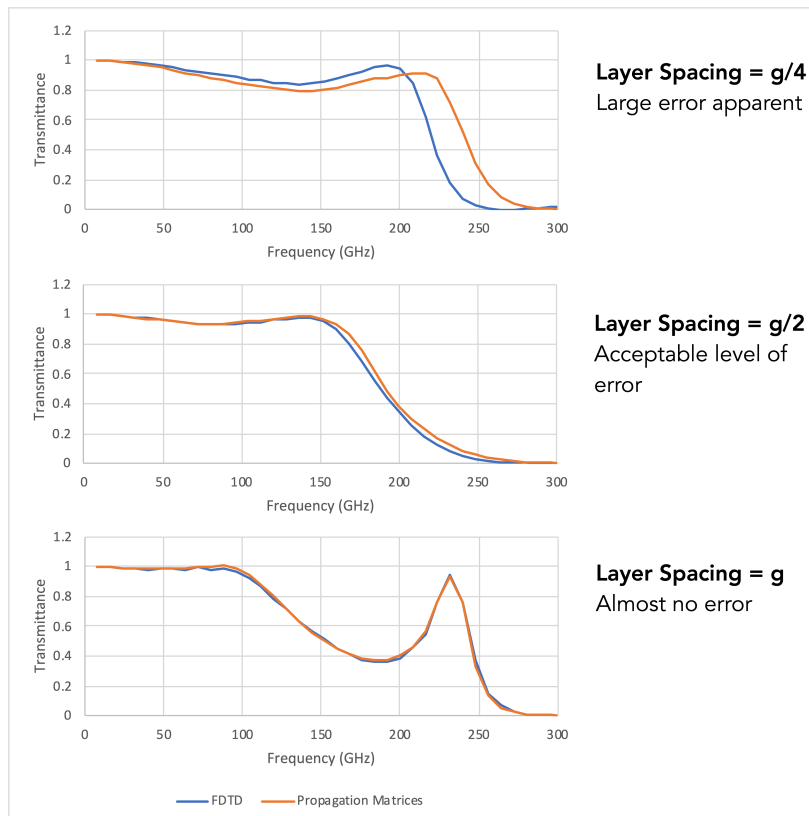 1.2
1
0.8
0.6
0.4
0.2
0
Transmittance
0 50 100 150 200 250 300
Frequency (GHz)
Layer Spacing = g/4
Large error apparent
1.2
1
0.8
0.6
0.4
0.2
0
Transmittance
0 50 100 150 200 250 300
Frequency (GHz)
Layer Spacing = g/2
Acceptable level of
error
1.2
1
0.8
0.6
0.4
0.2
0
Transmittance
0 50 100 150 200 250 300
Frequency (GHz)
Layer Spacing = g
Almost no error
FDTD Propagation Matrices